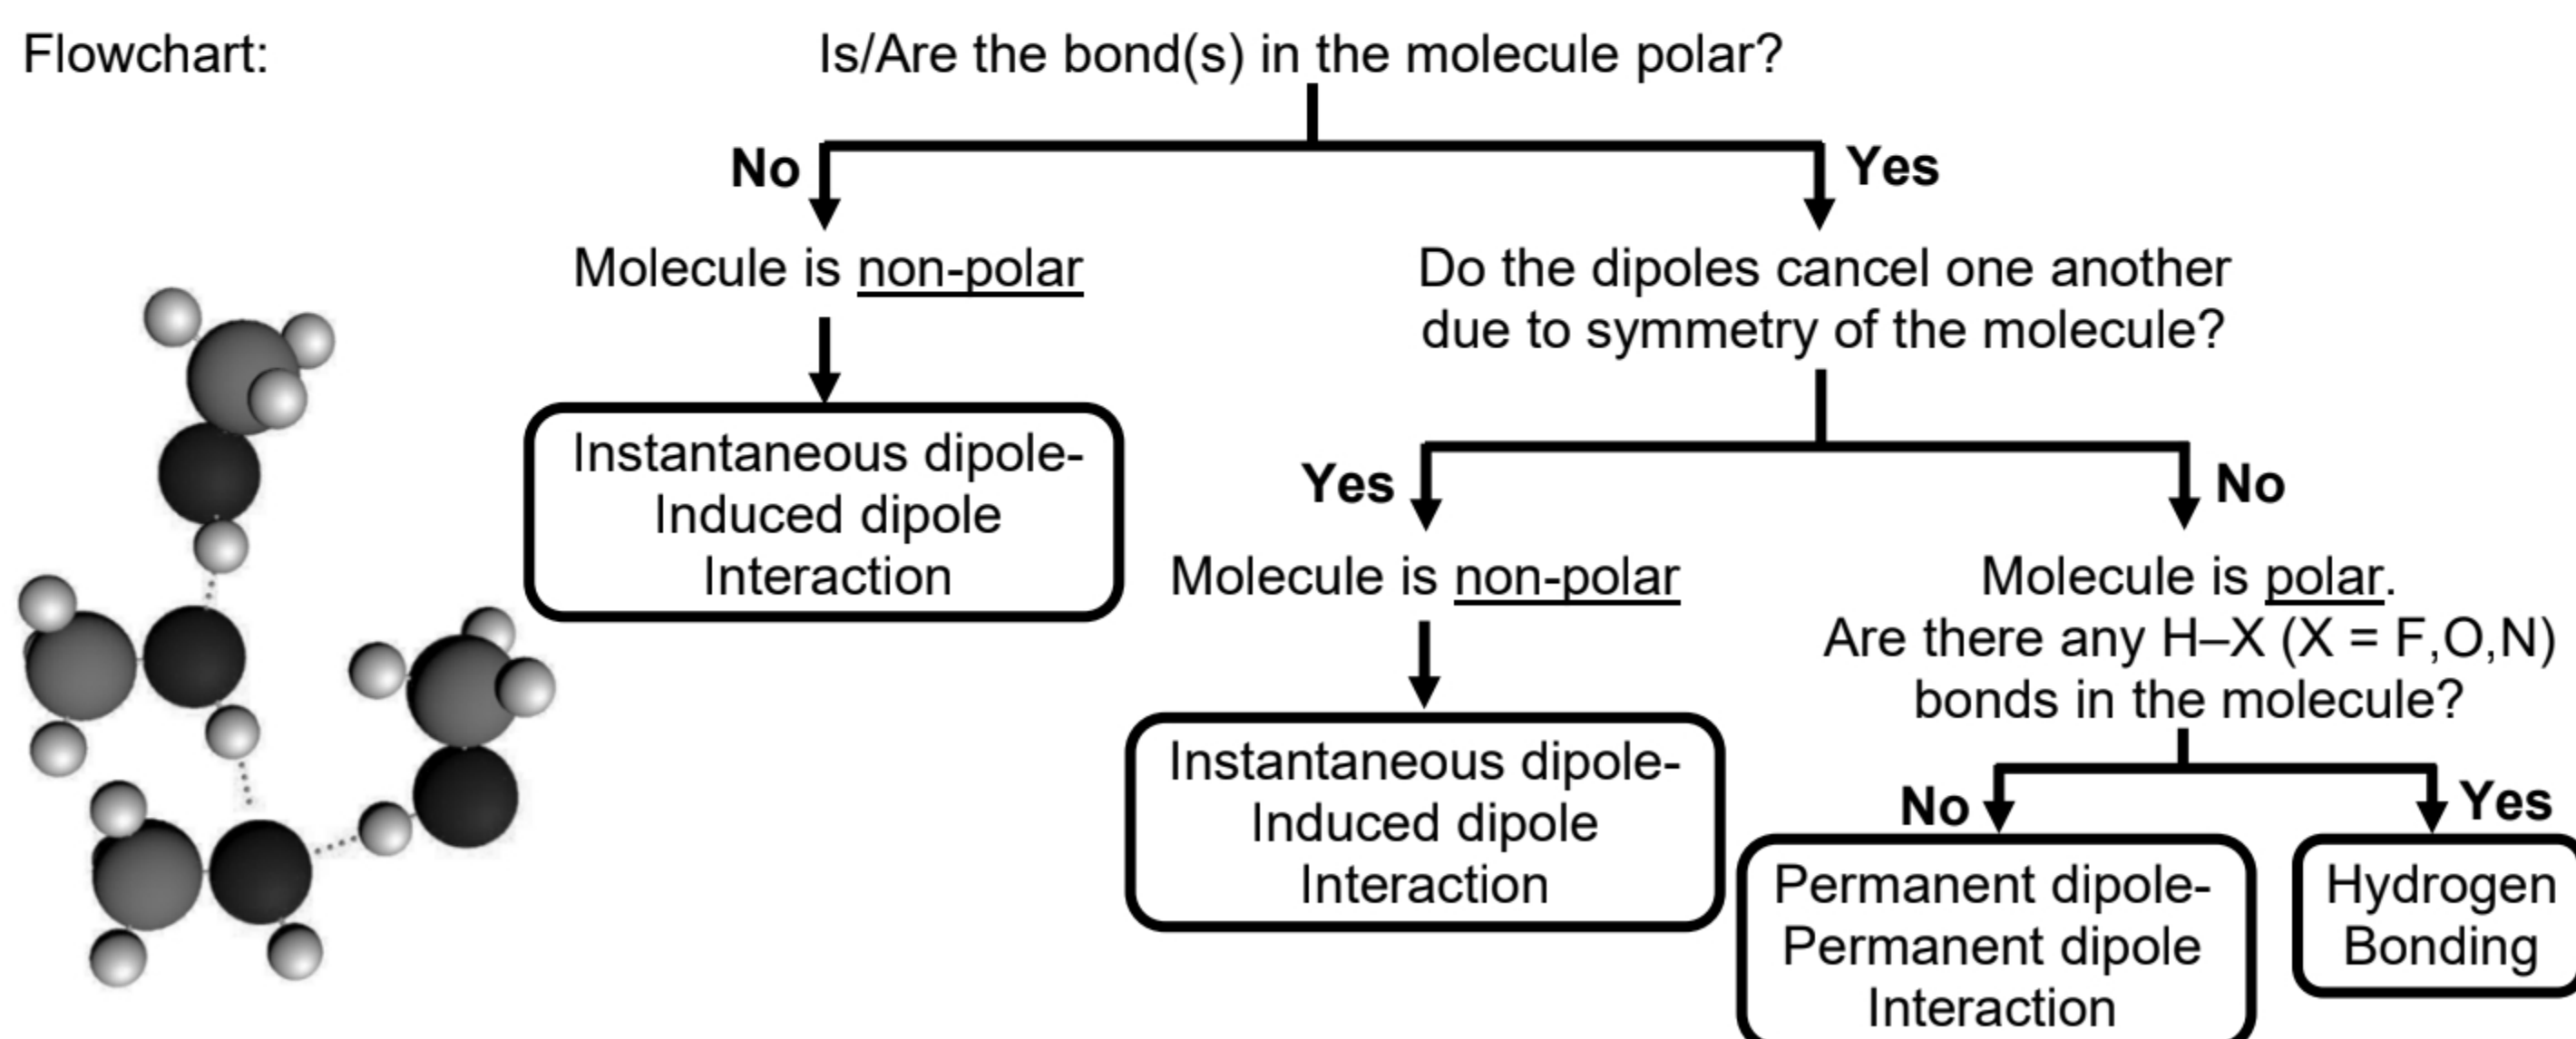 Flowchart:
Is/Are the bond(s) in the molecule polar?
No
Yes
Molecule is non-polar
Instantaneous dipole-
Induced dipole
Interaction
Do the dipoles cancel one another
due to symmetry of the molecule?
Yes
No
Molecule is non-polar
Instantaneous dipole-
Induced dipole
Interaction
Molecule is polar.
Are there any H–X (X = F,O,N)
bonds in the molecule?
No
Yes
Permanent dipole-
Permanent dipole
Interaction
Hydrogen
Bonding